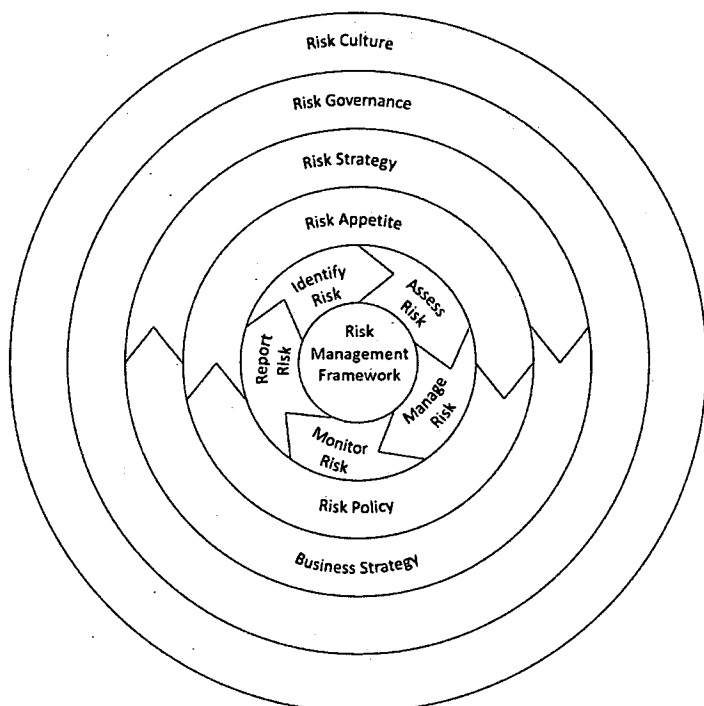 Risk Culture
Risk Governance
Risk Strategy
Risk Appetite
Identify
Risk
Assess
Risk
Manage
Risk
Monitor
Risk
Report
Risk
Risk
Management
Framework
Risk Policy
Business Strategy